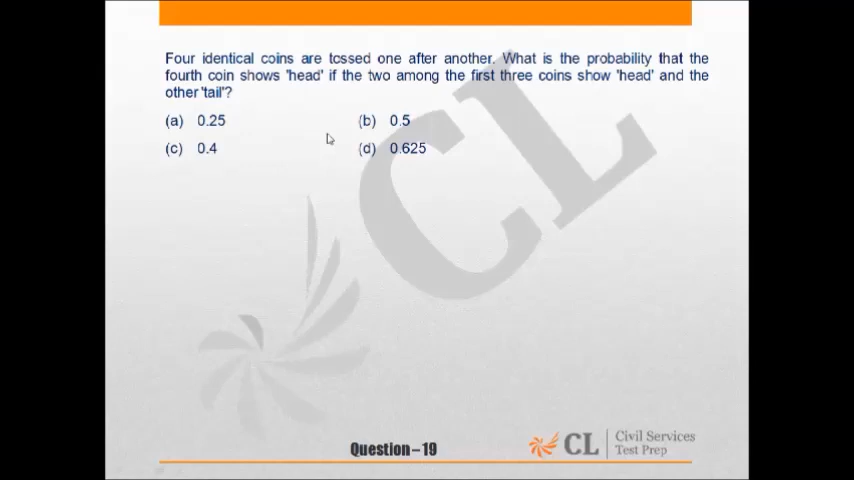 Four identical coins are tossed one after another. What is the probability that the
fourth coin shows 'head' if the two among the first three coins show 'head' and the
other 'tail'?
(a) 0.25 (b) 0.5
(c) 0.4 (d) 0.625
CL
Question – 19
CL Civil Services
Test Prep